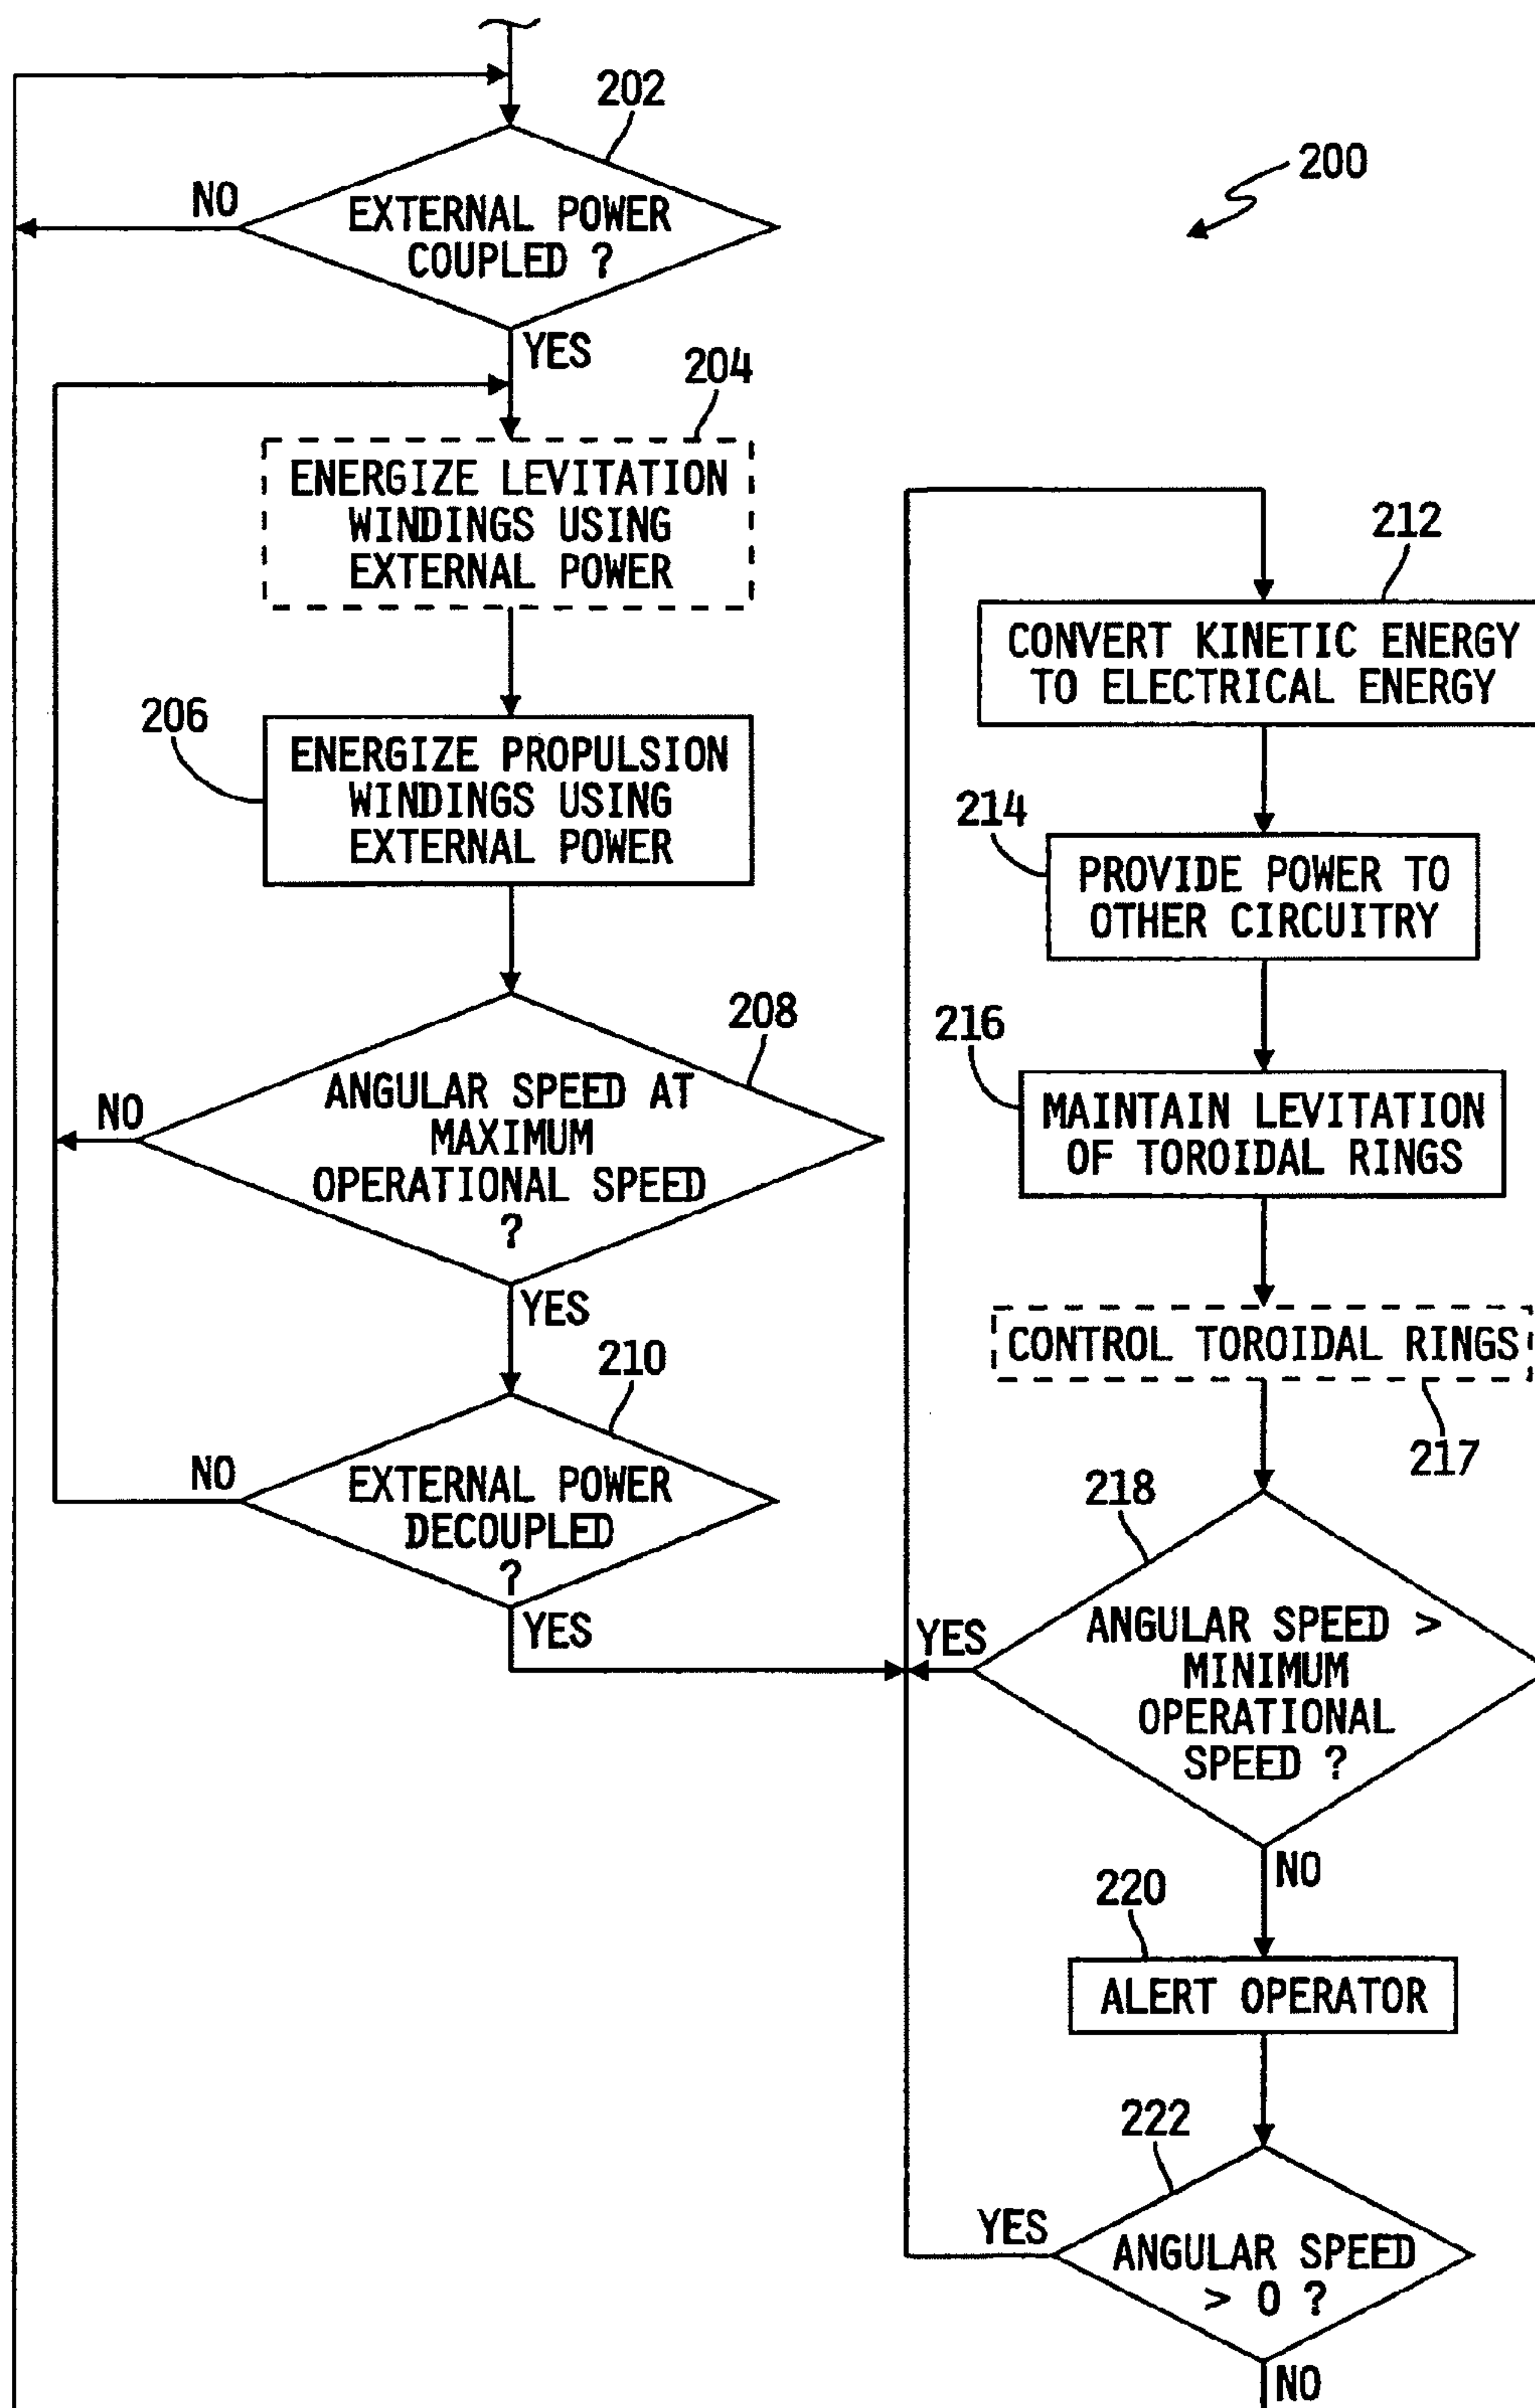 200
202
EXTERNAL POWER
COUPLED ?
NO
YES
204
ENERGIZE LEVITATION
WINDINGS USING
EXTERNAL POWER
206
ENERGIZE PROPULSION
WINDINGS USING
EXTERNAL POWER
208
ANGULAR SPEED AT
MAXIMUM
OPERATIONAL SPEED
?
NO
YES
210
EXTERNAL POWER
DECOUPLED
?
NO
YES
212
CONVERT KINETIC ENERGY
TO ELECTRICAL ENERGY
214
PROVIDE POWER TO
OTHER CIRCUITRY
216
MAINTAIN LEVITATION
OF TOROIDAL RINGS
CONTROL TOROIDAL RINGS
217
218
ANGULAR SPEED >
MINIMUM
OPERATIONAL
SPEED ?
YES
NO
220
ALERT OPERATOR
222
ANGULAR SPEED
> 0 ?
YES
NO